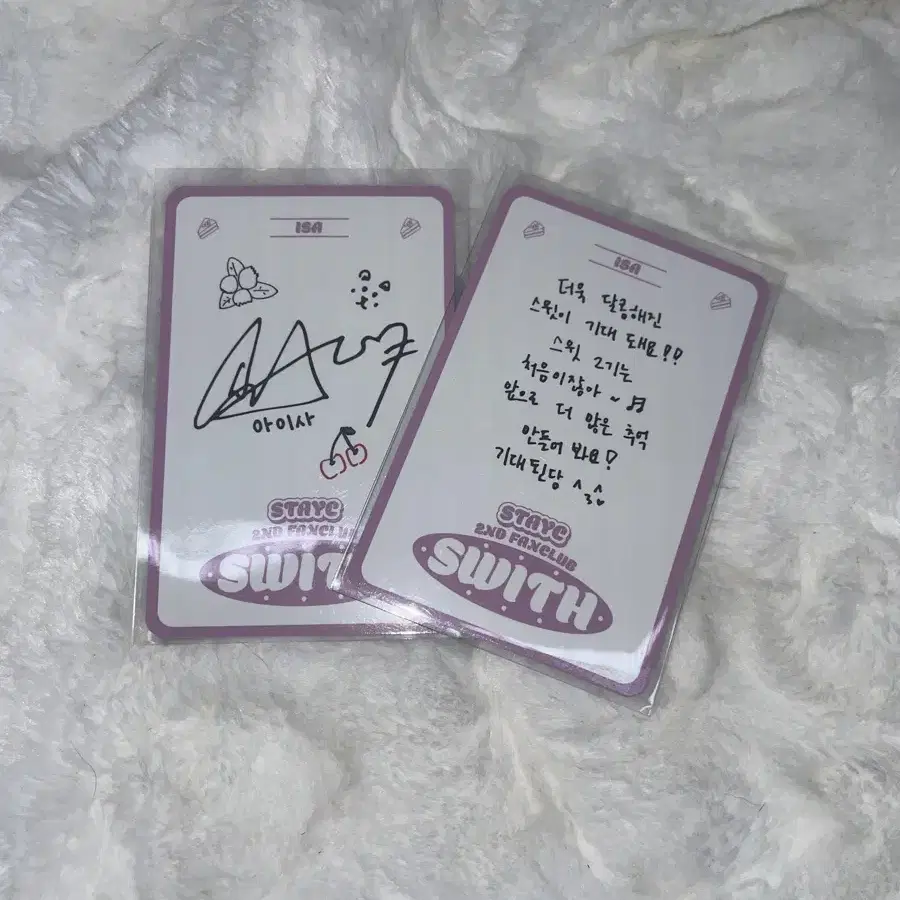 ISA
아이사
STAYC
2ND FANCLUB
SWITH
ISA
더욱 달콤해진
스윗이 기대 돼요!!
스윗 2기는
처음이잖아~♬
앞으로 더 많은 추억
만들어 봐요!
기대된당 ^3^
STAYC
2ND FANCLUB
SWITH